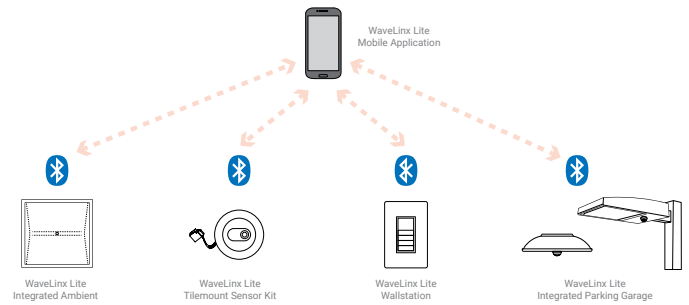 WaveLinx Lite
Mobile Application
WaveLinx Lite
Integrated Ambient
WaveLinx Lite
Tilemount Sensor Kit
WaveLinx Lite
Wallstation
WaveLinx Lite
Integrated Parking Garage